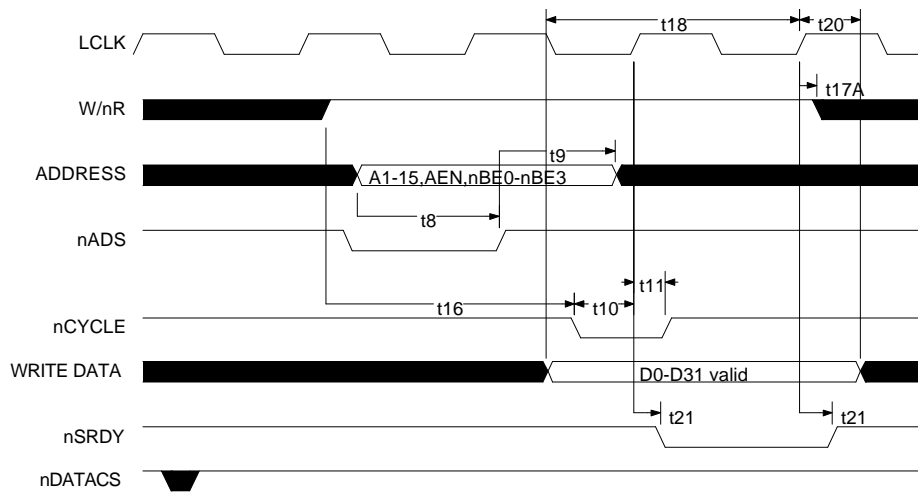 t18
t20
LCLK
t17A
W/nR
t9
ADDRESS
A1-15,AEN,nBE0-nBE3
t8
nADS
t11
t16
t10
nCYCLE
WRITE DATA
D0-D31 valid
t21
t21
nSRDY
nDATACS